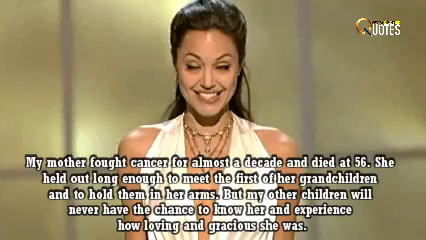 QUOTES
My mother fought cancer for almost a decade and died at 56. She
held out long enough to meet the first of her grandchildren
and to hold them in her arms. But my other children will
never have the chance to know her and experience
how loving and gracious she was.